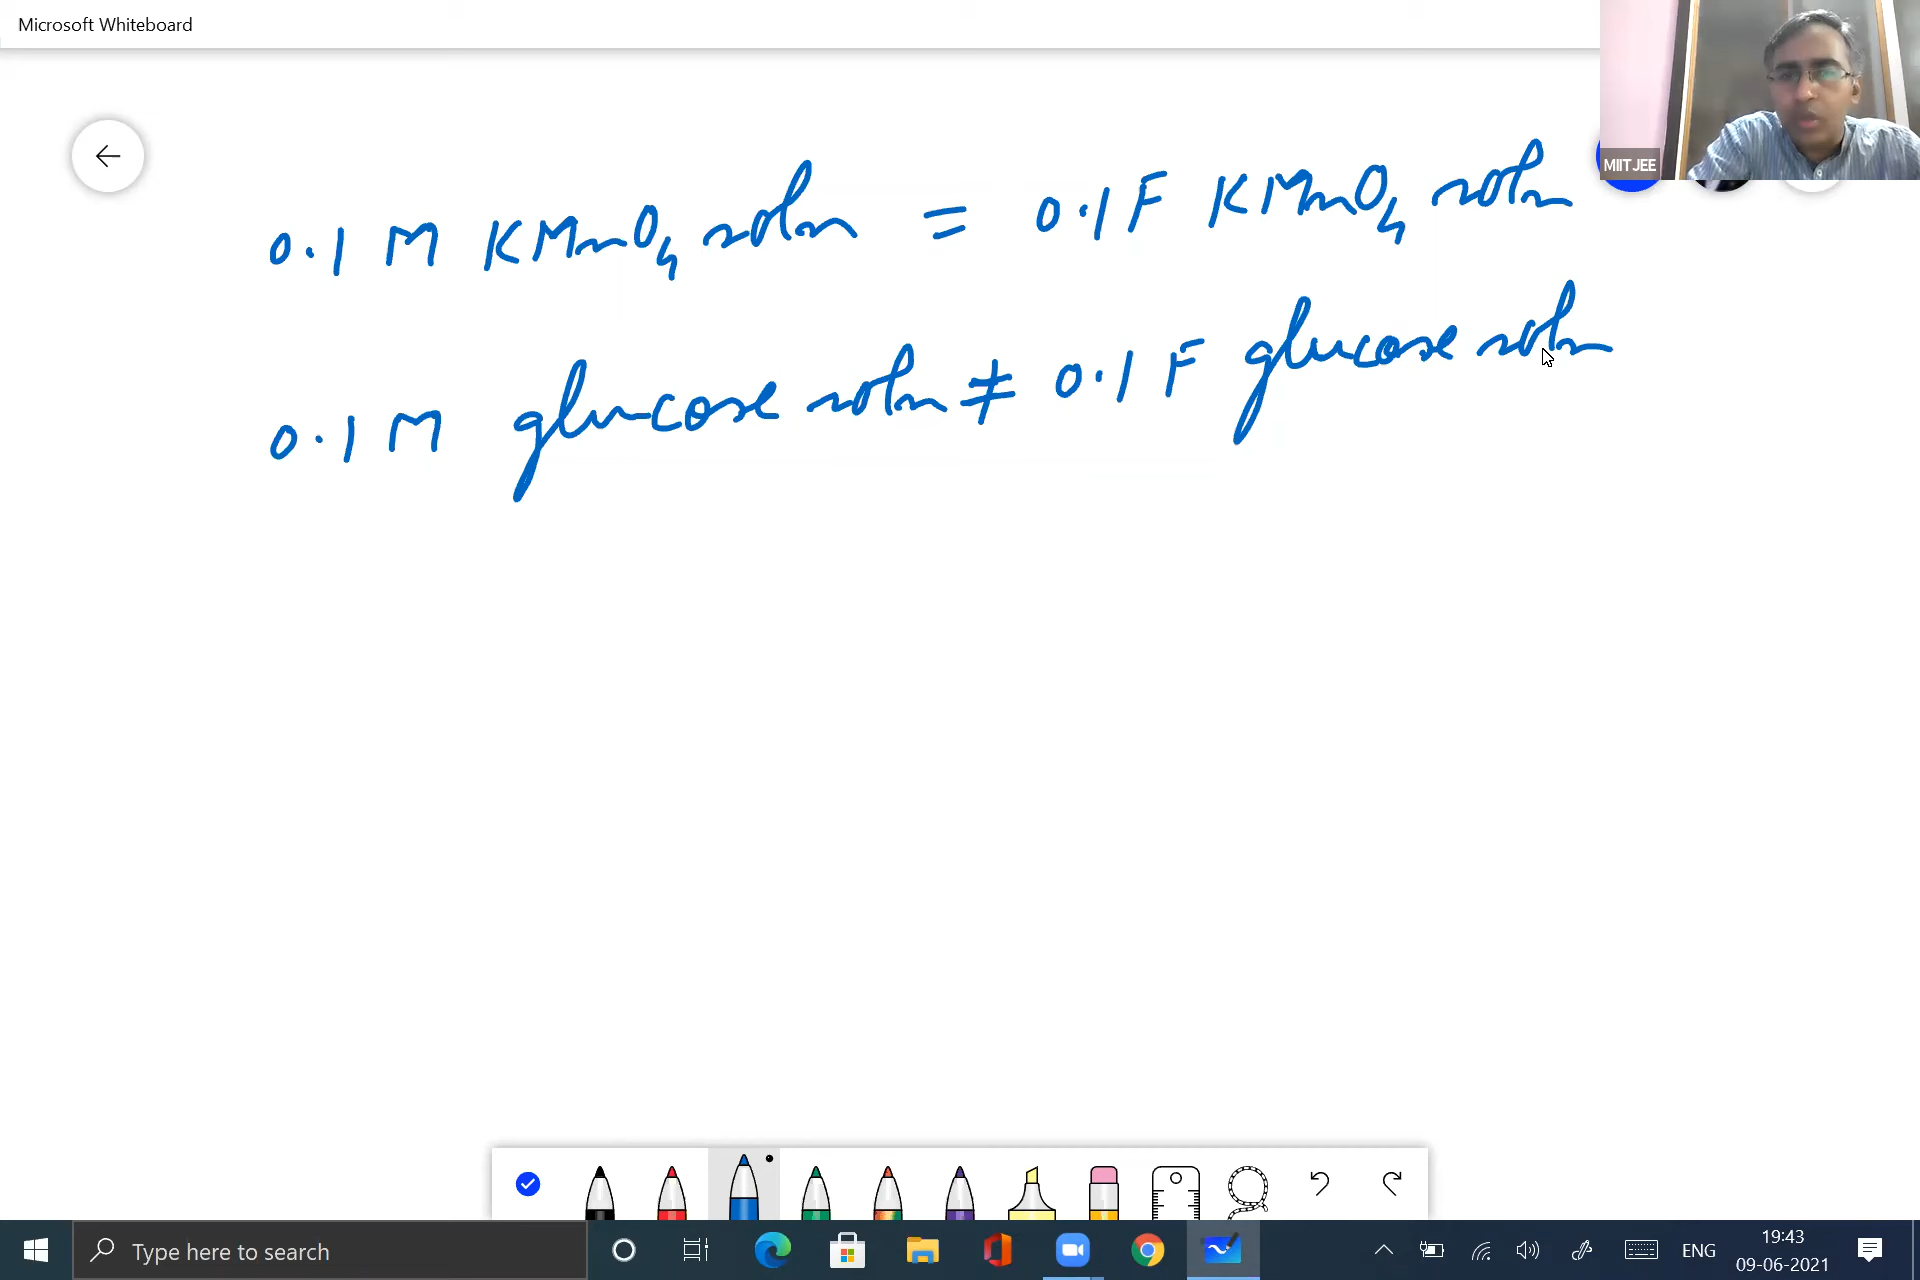 Microsoft Whiteboard
MIIT JEE
0.1 M KMnO4 soln = 0.1 F KMnO4 soln
0.1 M glucose soln ≠ 0.1 F glucose soln
Type here to search
ENG
19:43
09-06-2021